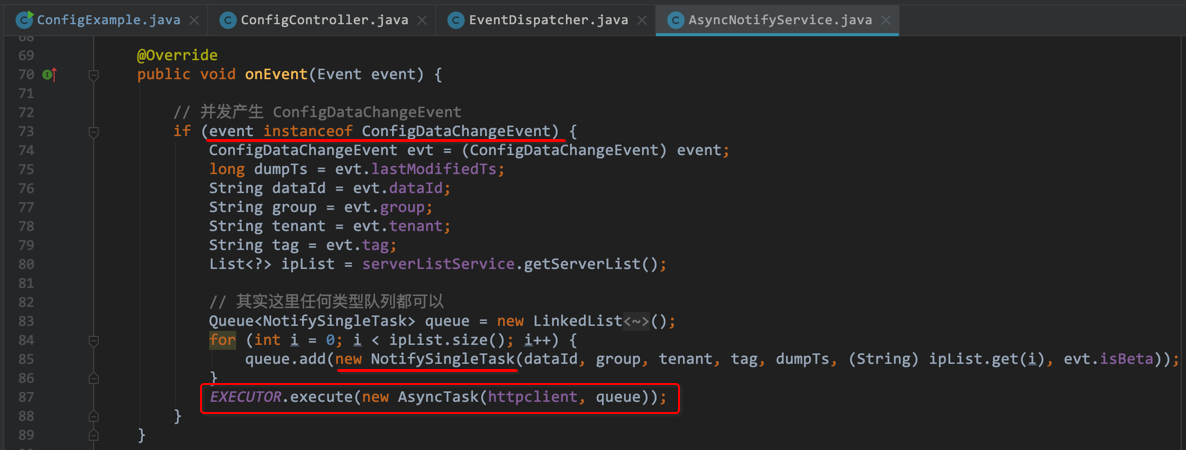 ConfigExample.java × ConfigController.java × EventDispatcher.java × AsyncNotifyService.java ×
68
69 @Override
70 public void onEvent(Event event) {
71
72 // 并发产生 ConfigDataChangeEvent
73 if (event instanceof ConfigDataChangeEvent) {
74 ConfigDataChangeEvent evt = (ConfigDataChangeEvent) event;
75 long dumpTs = evt.lastModifiedTs;
76 String dataId = evt.dataId;
77 String group = evt.group;
78 String tenant = evt.tenant;
79 String tag = evt.tag;
80 List<?> ipList = serverListService.getServerList();
81
82 // 其实这里任何类型队列都可以
83 Queue<NotifySingleTask> queue = new LinkedList<~>();
84 for (int i = 0; i < ipList.size(); i++) {
85 queue.add(new NotifySingleTask(dataId, group, tenant, tag, dumpTs, (String) ipList.get(i), evt.isBeta));
86 }
87 EXECUTOR.execute(new AsyncTask(httpclient, queue));
88 }
89 }